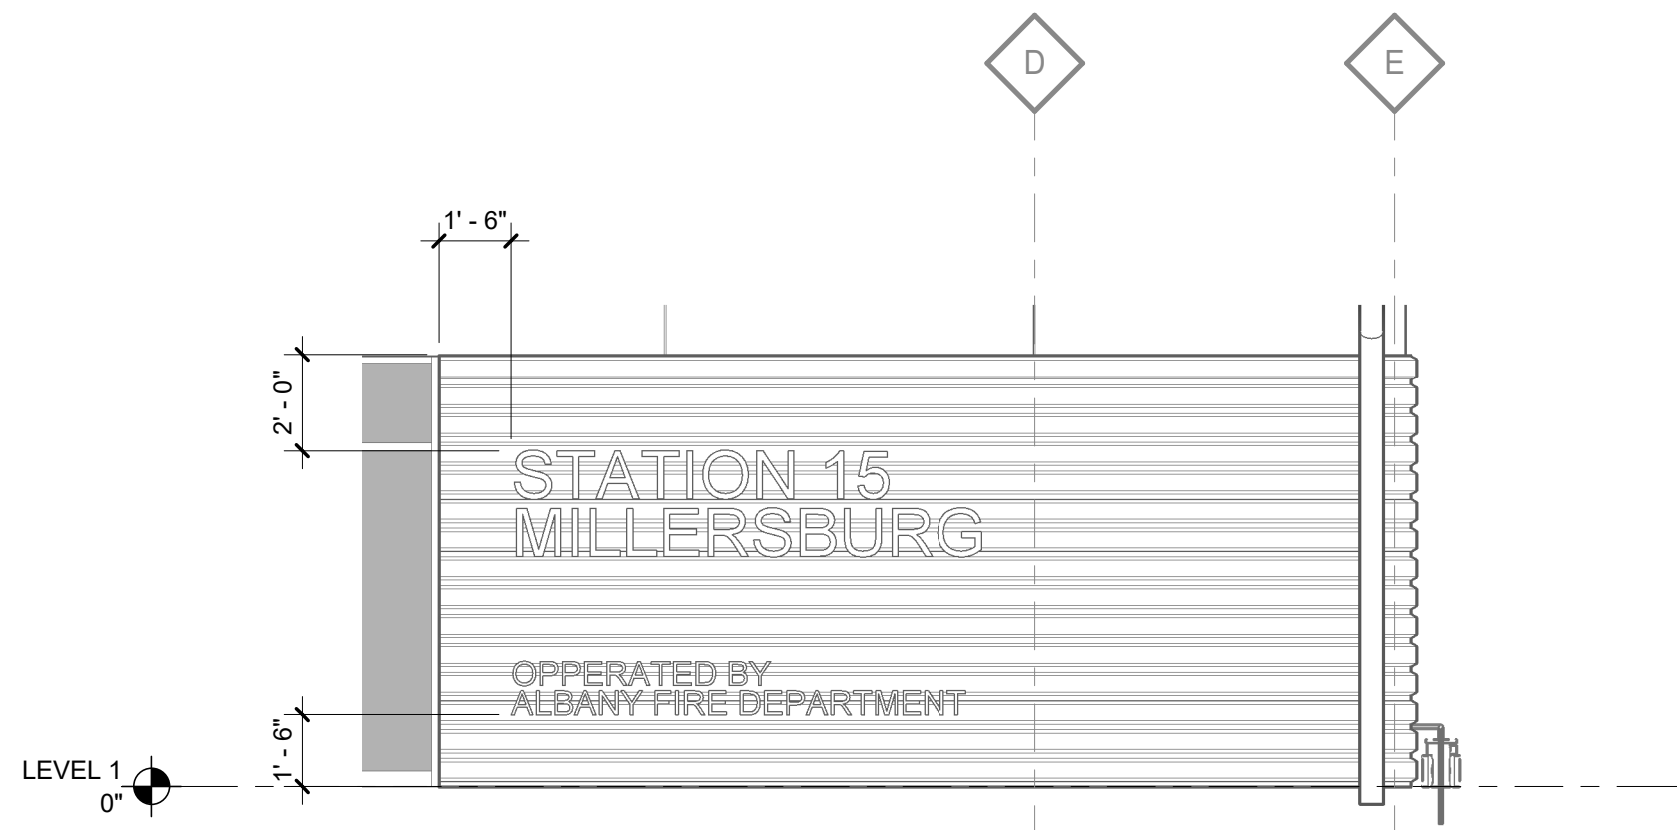 D
E
1' - 6"
2' - 0"
STATION 15
MILLERSBURG
OPPERATED BY
ALBANY FIRE DEPARTMENT
1' - 6"
LEVEL 1
0"